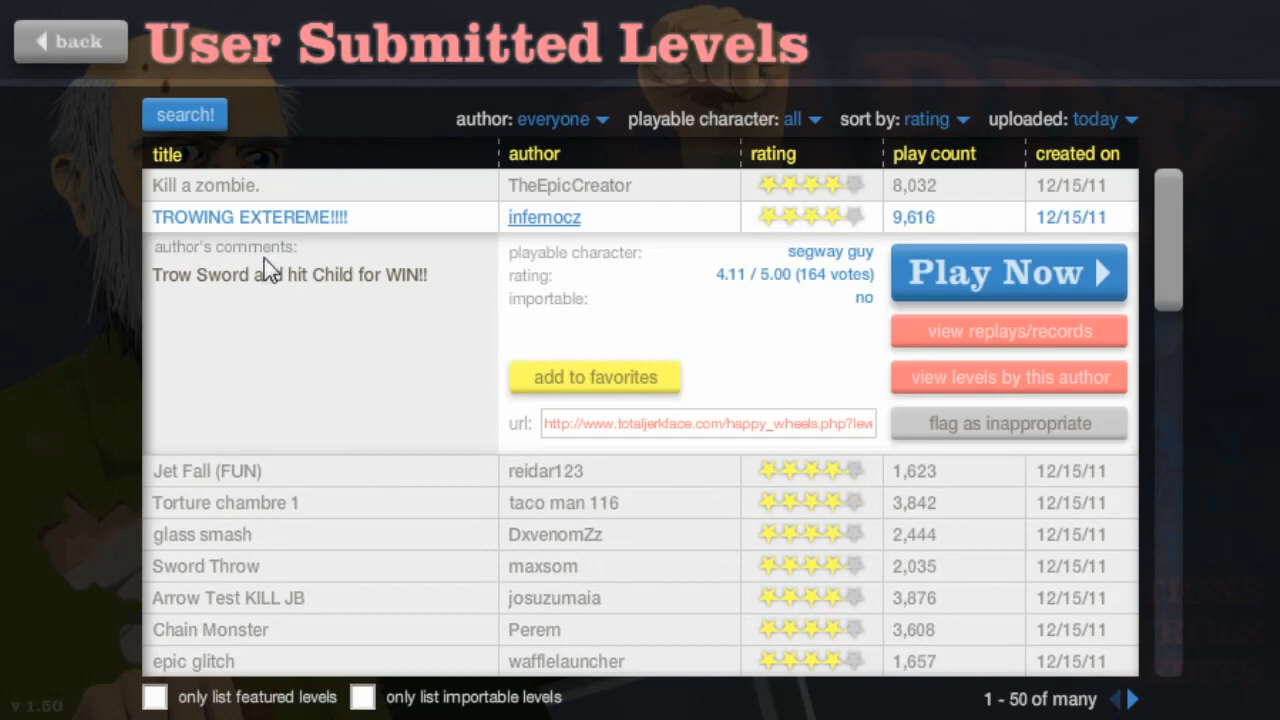 back
User Submitted Levels
search!
author: everyone playable character: all sort by: rating uploaded: today
title author rating play count created on
Kill a zombie. TheEpicCreator 8,032 12/15/11
TROWING EXTEREME!!!! infernocz 9,616 12/15/11
author's comments:
Trow Sword and hit Child for WIN!!
playable character: segway guy
rating: 4.11 / 5.00 (164 votes)
importable: no
Play Now
view replays/records
add to favorites
view levels by this author
url: http://www.totaljerkface.com/happy_wheels.php?leve
flag as inappropriate
Jet Fall (FUN) reidar123 1,623 12/15/11
Torture chambre 1 taco man 116 3,842 12/15/11
glass smash DxvenomZz 2,444 12/15/11
Sword Throw maxsom 2,035 12/15/11
Arrow Test KILL JB josuzumaia 3,876 12/15/11
Chain Monster Perem 3,608 12/15/11
epic glitch wafflelauncher 1,657 12/15/11
only list featured levels only list importable levels
1 - 50 of many
v 1.50